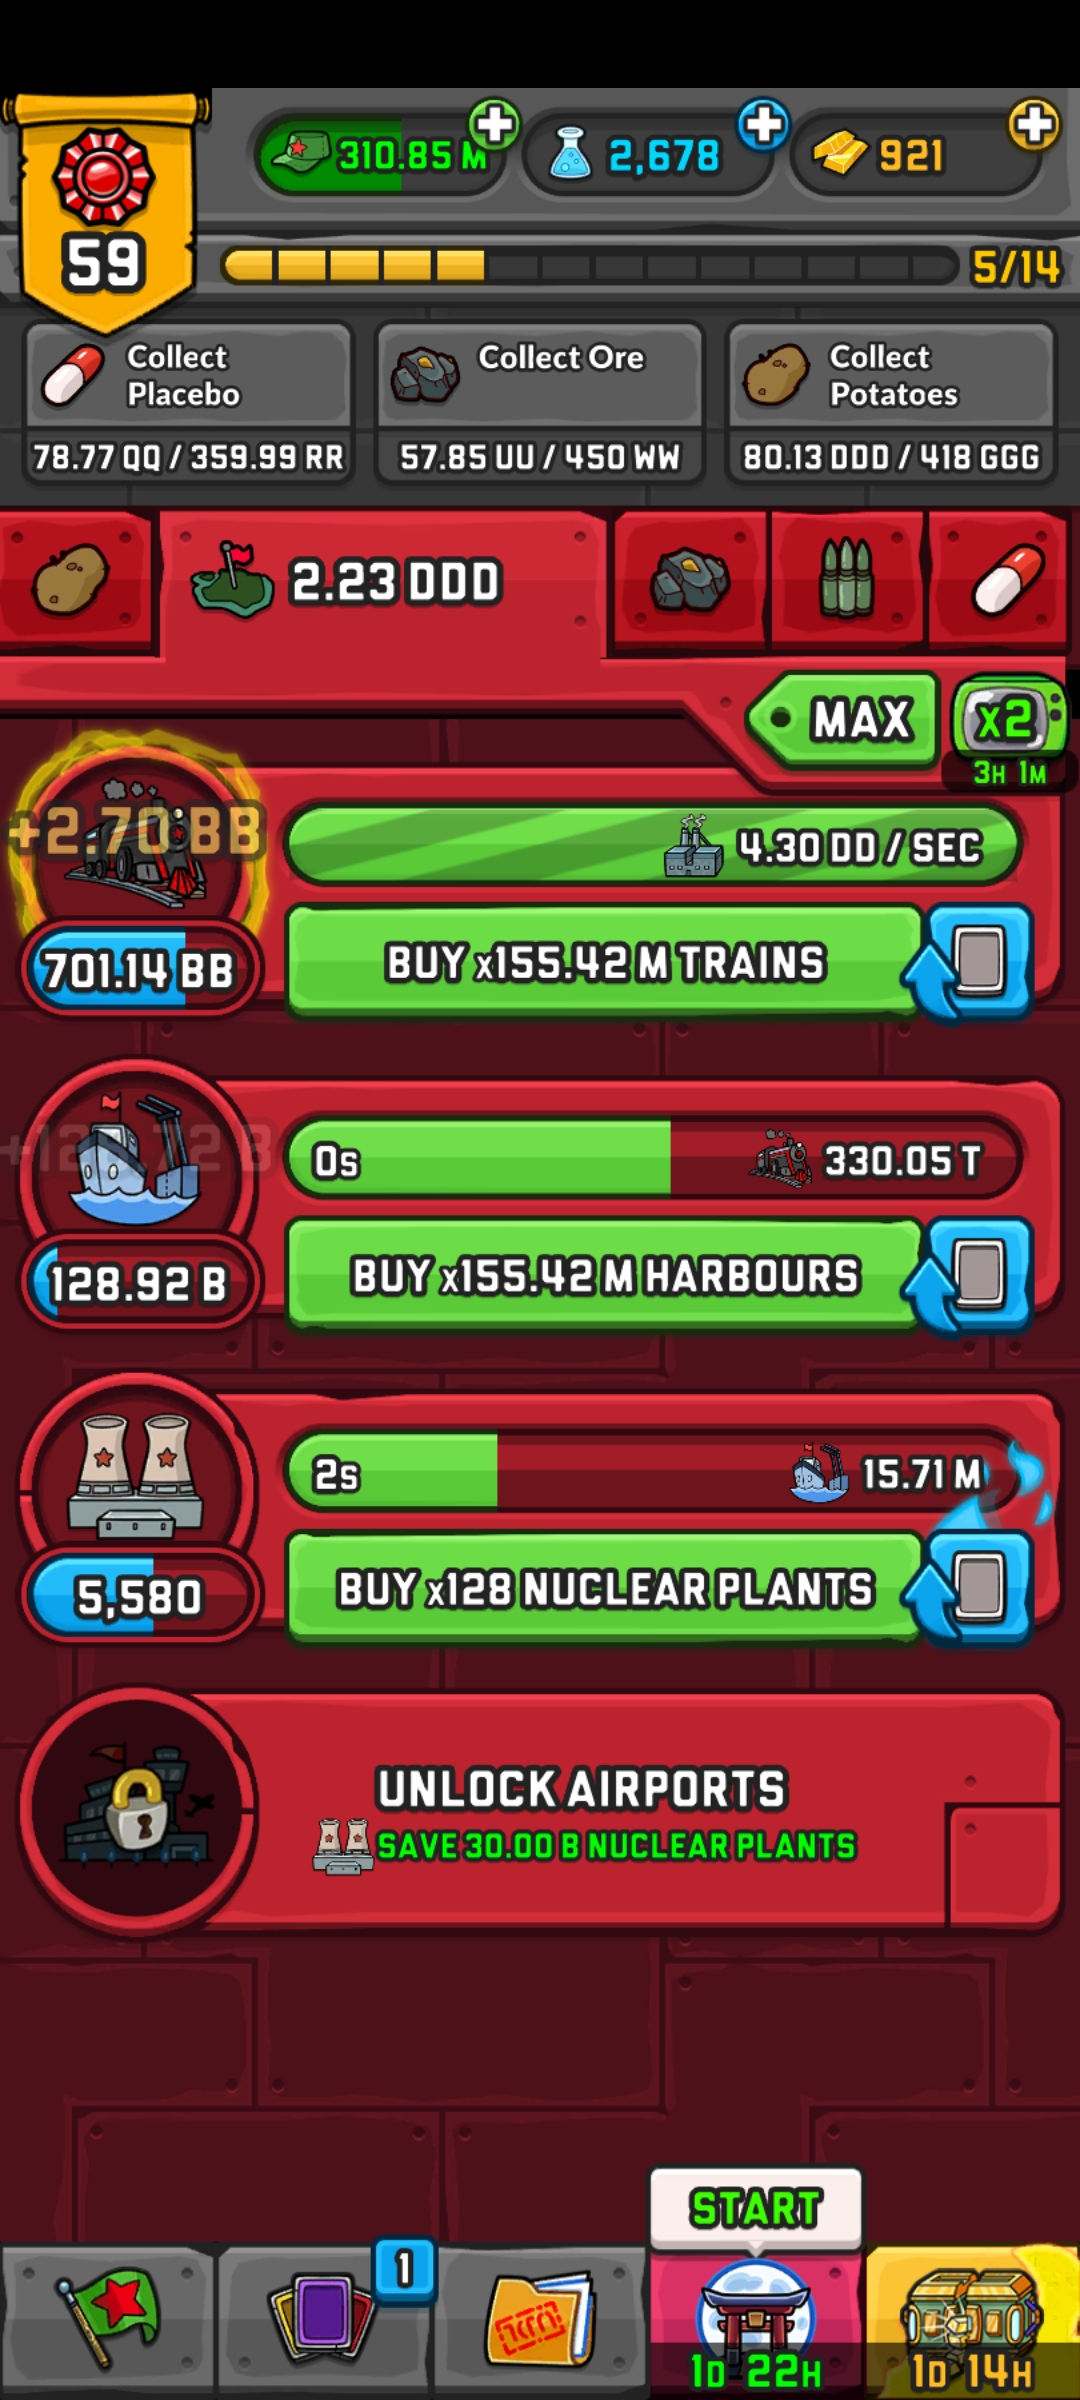 310.85 M
2,678
921
59
5/14
Collect
Placebo
78.77 QQ / 359.99 RR
Collect Ore
57.85 UU / 450 WW
Collect
Potatoes
80.13 DDD / 418 GGG
2.23 DDD
MAX
x2
3H 1M
+2.70 BB
4.30 DD / SEC
701.14 BB
BUY x155.42 M TRAINS
0s
330.05 T
128.92 B
BUY x155.42 M HARBOURS
2s
15.71 M
5,580
BUY x128 NUCLEAR PLANTS
UNLOCK AIRPORTS
SAVE 30.00 B NUCLEAR PLANTS
START
1
1D 22H
1D 14H